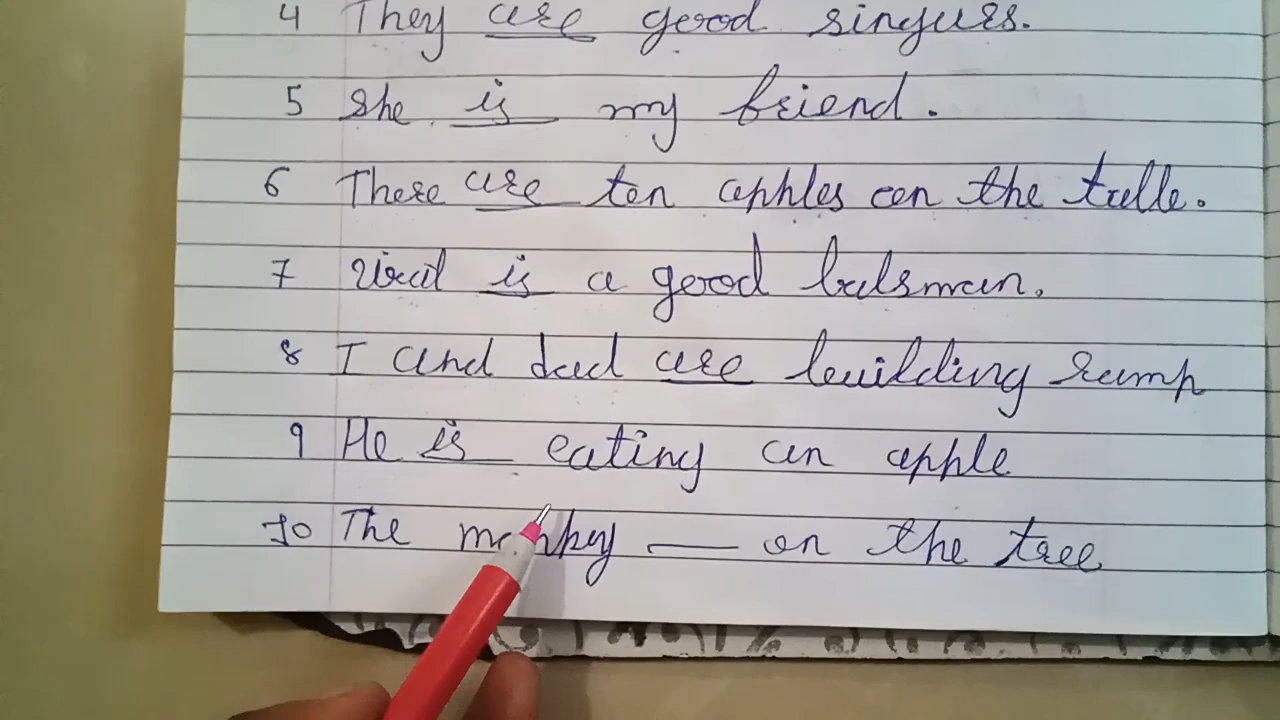 4 They are good singers.
5 She is my friend.
6 There are ten apples on the table.
7 Virat is a good batsman.
8 I and dad are building ramp
9 He is eating an apple
10 The monkey — on the tree